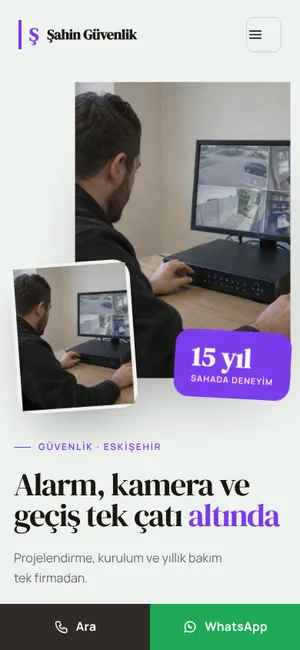 Ş Şahin Güvenlik
15 yıl
SAHADA DENEYİM
GÜVENLİK · ESKİŞEHİR
Alarm, kamera ve
geçiş tek çatı altında
Projelendirme, kurulum ve yıllık bakım
tek firmadan.
Ara WhatsApp